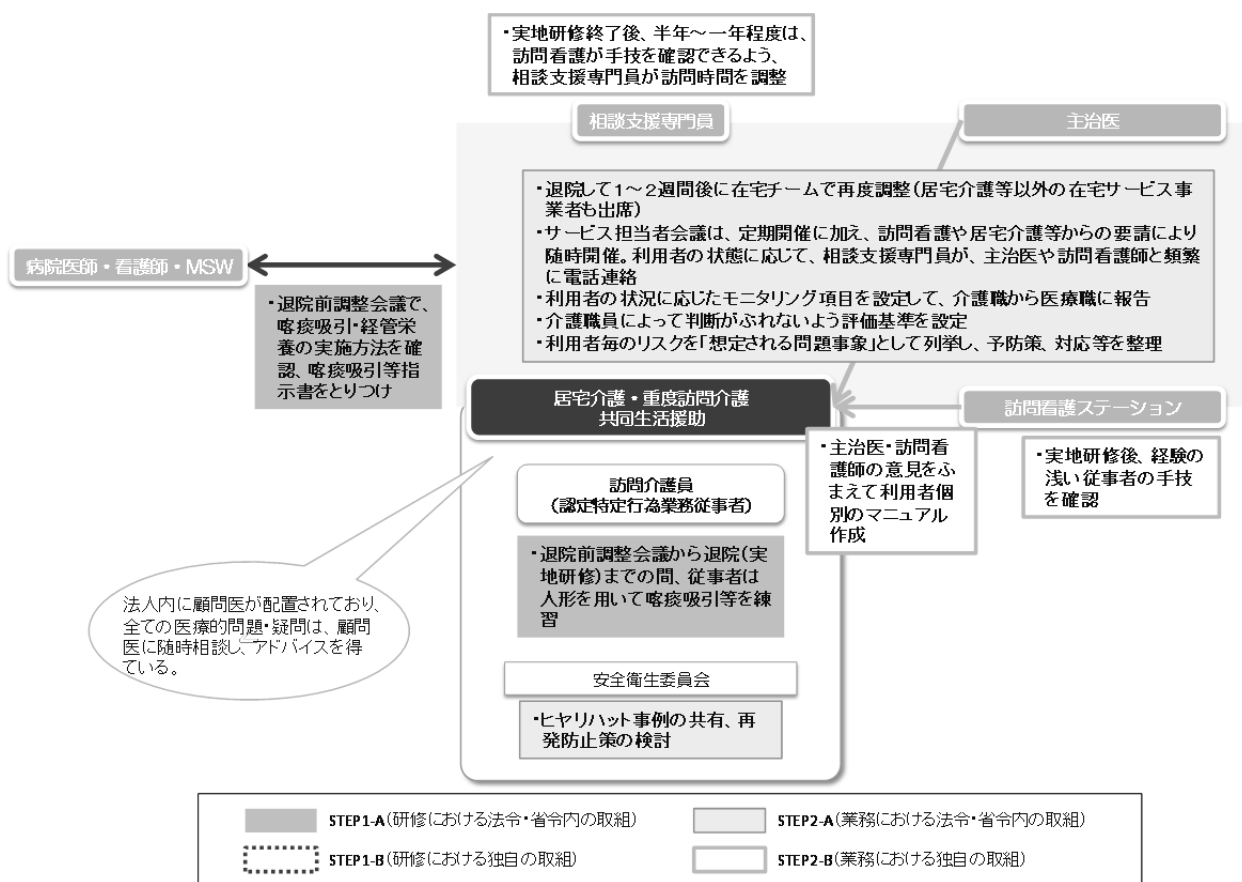 ・実地研修終了後、半年～一年程度は、
訪問看護が手技を確認できるよう、
相談支援専門員が訪問時間を調整
相談支援専門員
主治医
・退院して1～2週間後に在宅チームで再度調整(居宅介護等以外の在宅サービス事
業者も出席)
・サービス担当者会議は、定期開催に加え、訪問看護や居宅介護等からの要請により
随時開催。利用者の状態に応じて、相談支援専門員が、主治医や訪問看護師と頻繁
に電話連絡
・利用者の状況に応じたモニタリング項目を設定して、介護職から医療職に報告
・介護職員によって判断がぶれないよう評価基準を設定
・利用者毎のリスクを「想定される問題事象」として列挙し、予防策、対応等を整理
病院医師・看護師・MSW
・退院前調整会議で、
喀痰吸引・経管栄
養の実施方法を確
認、喀痰吸引等指
示書をとりつけ
居宅介護・重度訪問介護
共同生活援助
訪問看護ステーション
・主治医・訪問看
護師の意見をふ
まえて利用者個
別のマニュアル
作成
・実地研修後、経験の
浅い従事者の手技
を確認
訪問介護員
(認定特定行為業務従事者)
・退院前調整会議から退院(実
地研修)までの間、従事者は
人形を用いて喀痰吸引等を練
習
法人内に顧問医が配置されており、
全ての医療的問題・疑問は、顧問
医に随時相談し、アドバイスを得
ている。
安全衛生委員会
・ヒヤリハット事例の共有、再
発防止策の検討
STEP1-A(研修における法令・省令内の取組)
STEP2-A(業務における法令・省令内の取組)
STEP1-B(研修における独自の取組)
STEP2-B(業務における独自の取組)